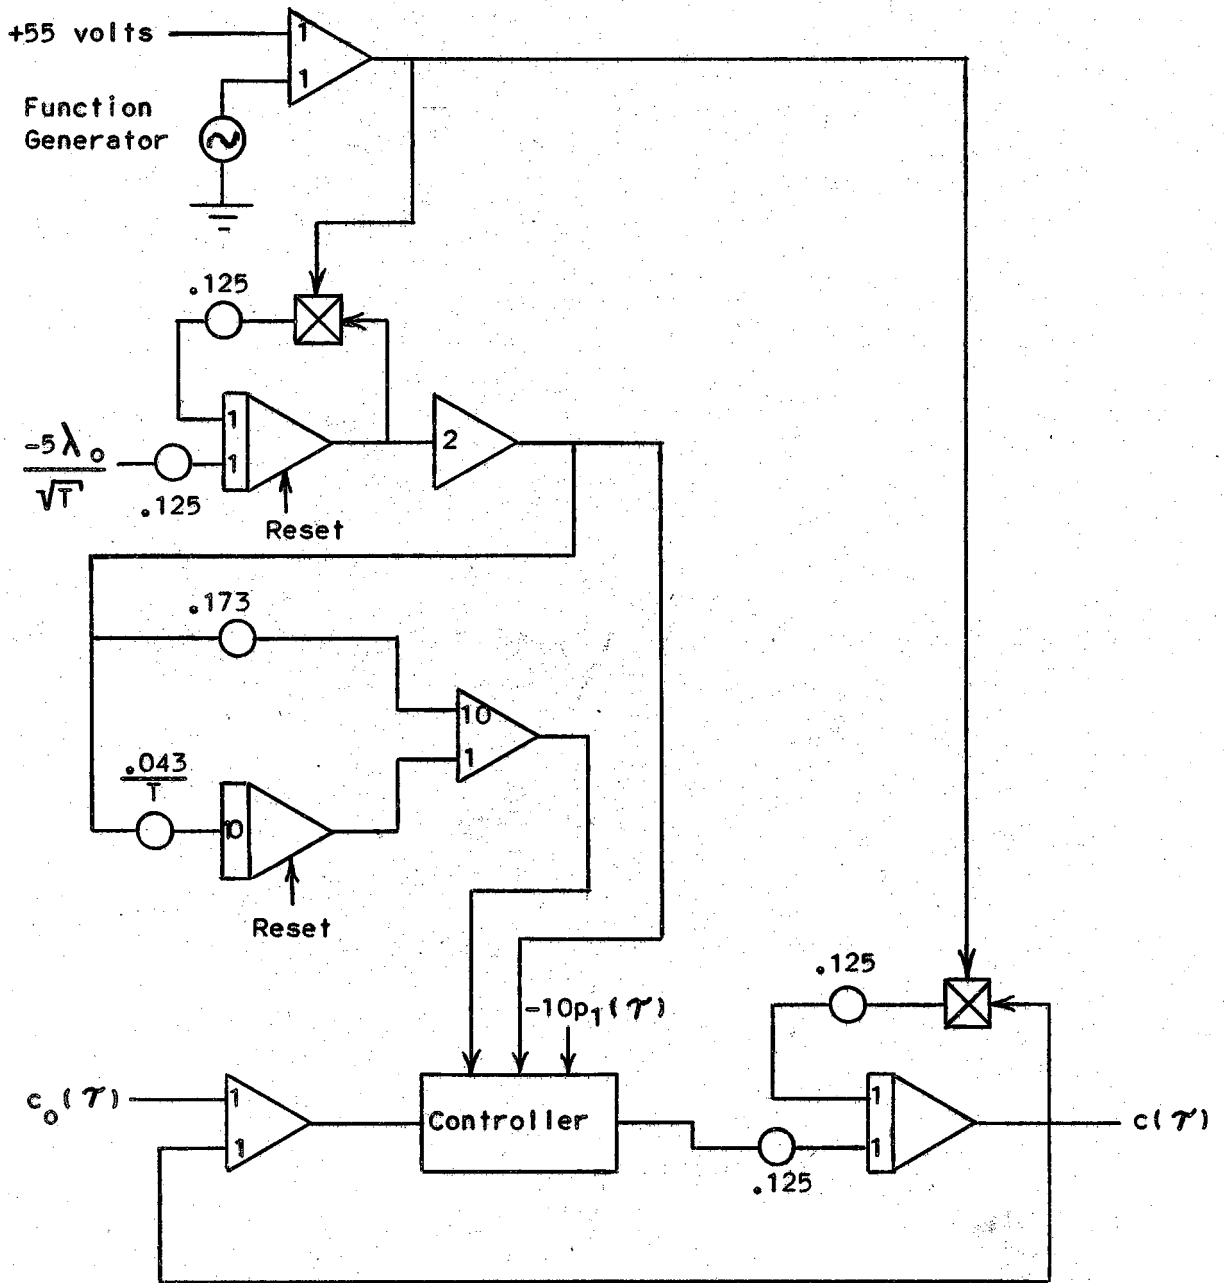 +55 volts
1
1
Function
Generator
.125
1
1
2
-5λ₀
√T
.125
Reset
.173
10
1
.043
T
10
Reset
.125
-10p₁(τ)
c₀(τ)
1
1
Controller
1
1
c(τ)
.125